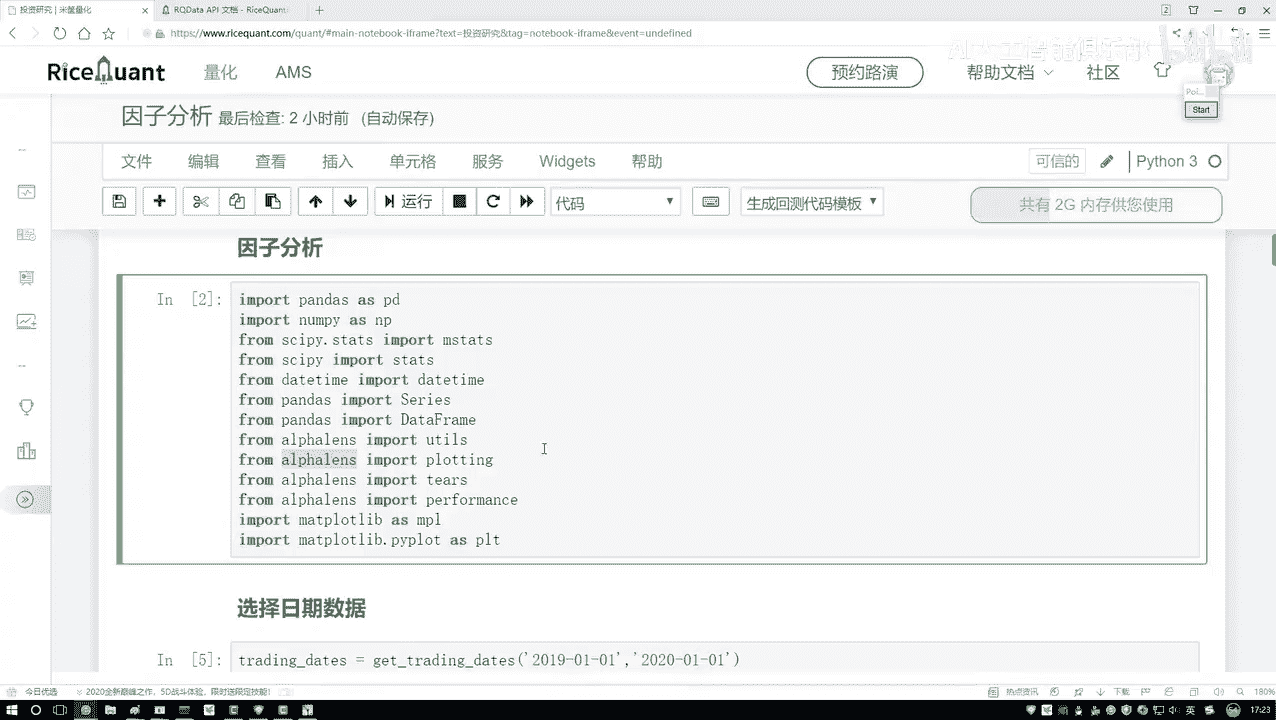 投资研究 | 米筐量化
RQData API 文档 - RiceQuant
https://www.ricequant.com/quant/#main-notebook-iframe?text=投资研究&tag=notebook-iframe&event=undefined
RiceQuant 量化 AMS 预约路演 帮助文档 社区
Poi...
Start
因子分析 最后检查: 2 小时前 (自动保存)
文件 编辑 查看 插入 单元格 服务 Widgets 帮助 可信的 Python 3
运行 代码 生成回测代码模板 共有 2G 内存供您使用
因子分析
In [2]:
import pandas as pd
import numpy as np
from scipy.stats import mstats
from scipy import stats
from datetime import datetime
from pandas import Series
from pandas import DataFrame
from alphalens import utils
from alphalens import plotting
from alphalens import tears
from alphalens import performance
import matplotlib as mpl
import matplotlib.pyplot as plt
选择日期数据
In [5]: trading_dates = get_trading_dates('2019-01-01','2020-01-01')
今日优选 2020全新巅峰之作，5D战斗体验，限时送限定技能! 热点资讯 下载 180%
英 17:23